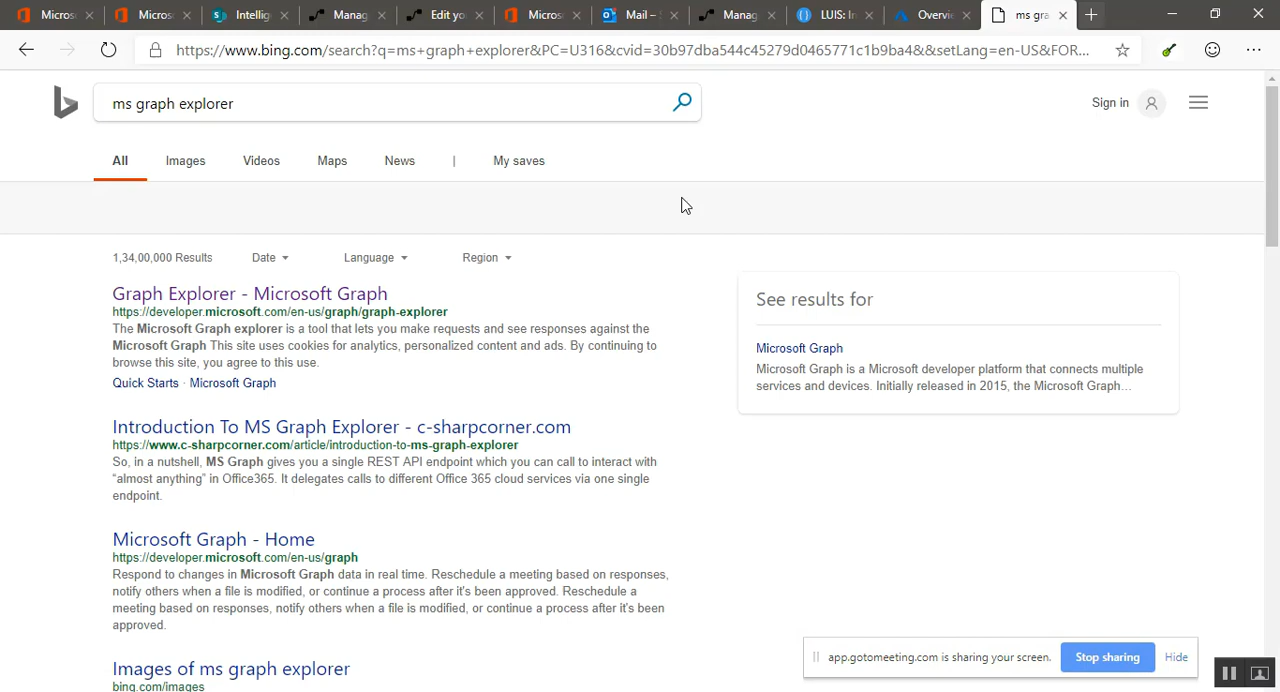 Micros
Micros
Intellig
Manag
Edit yo
Micros
Mail –
Manag
LUIS: In
Overvi
ms gra
https://www.bing.com/search?q=ms+graph+explorer&PC=U316&cvid=30b97dba544c45279d0465771c1b9ba4&&setLang=en-US&FOR...
ms graph explorer
Sign in
All Images Videos Maps News | My saves
1,34,00,000 Results Date Language Region
Graph Explorer - Microsoft Graph
https://developer.microsoft.com/en-us/graph/graph-explorer
The Microsoft Graph explorer is a tool that lets you make requests and see responses against the
Microsoft Graph This site uses cookies for analytics, personalized content and ads. By continuing to
browse this site, you agree to this use.
Quick Starts · Microsoft Graph
Introduction To MS Graph Explorer - c-sharpcorner.com
https://www.c-sharpcorner.com/article/introduction-to-ms-graph-explorer
So, in a nutshell, MS Graph gives you a single REST API endpoint which you can call to interact with
“almost anything” in Office365. It delegates calls to different Office 365 cloud services via one single
endpoint.
Microsoft Graph - Home
https://developer.microsoft.com/en-us/graph
Respond to changes in Microsoft Graph data in real time. Reschedule a meeting based on responses,
notify others when a file is modified, or continue a process after it's been approved. Reschedule a
meeting based on responses, notify others when a file is modified, or continue a process after it's been
approved.
Images of ms graph explorer
bing.com/images
See results for
Microsoft Graph
Microsoft Graph is a Microsoft developer platform that connects multiple
services and devices. Initially released in 2015, the Microsoft Graph...
app.gotomeeting.com is sharing your screen. Stop sharing Hide